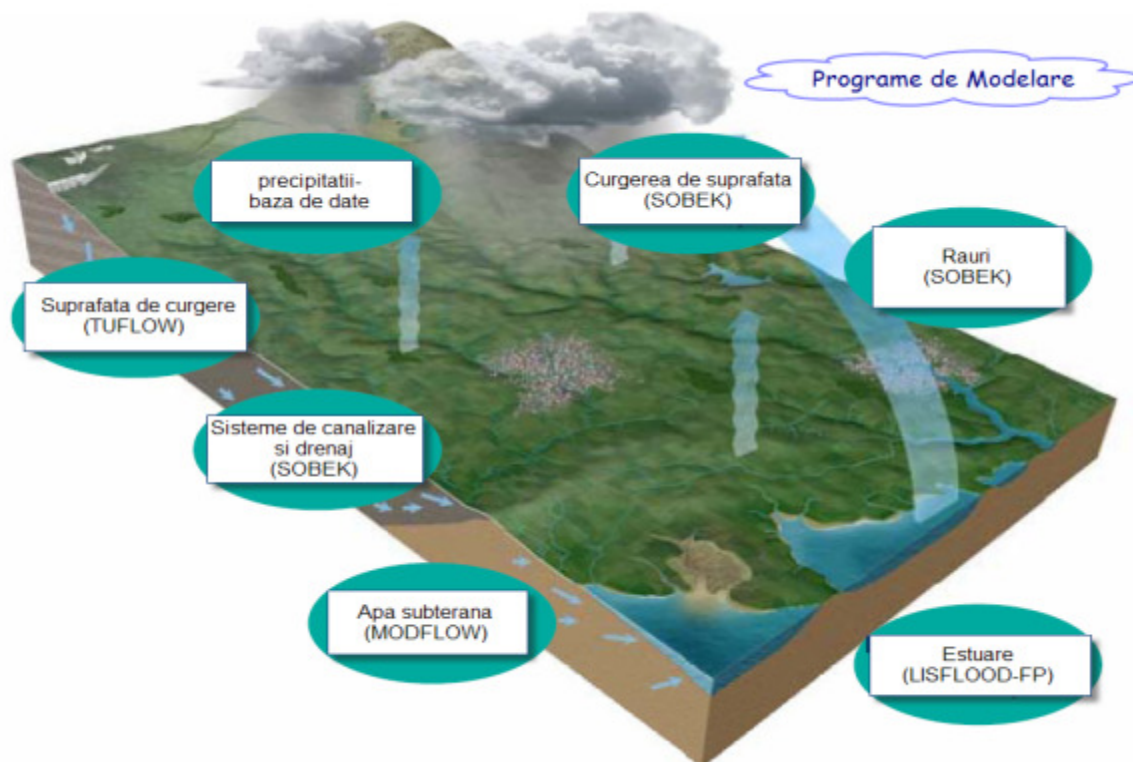 Programe de Modelare
precipitatii-
baza de date
Curgerea de suprafata
(SOBEK)
Rauri
(SOBEK)
Suprafata de curgere
(TUFLOW)
Sisteme de canalizare
si drenaj
(SOBEK)
Apa subterana
(MODFLOW)
Estuare
(LISFLOOD-FP)